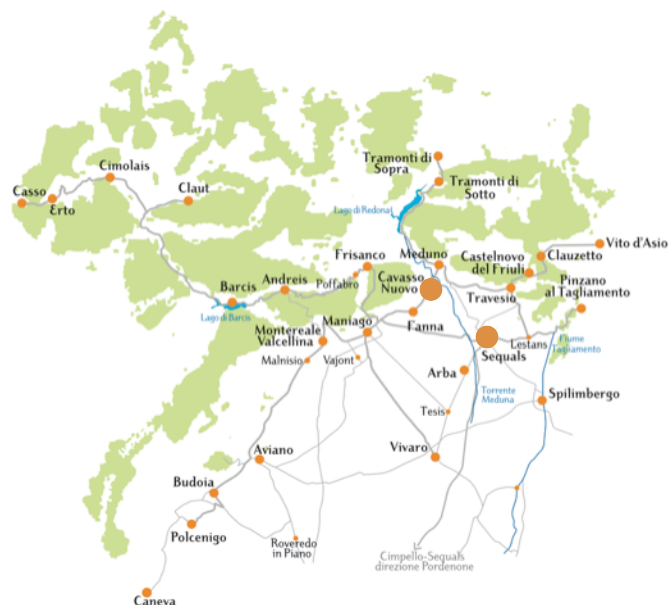 Tramonti di
Sopra
Cimolais
Casso
Erto
Claut
Tramonti di
Sotto
Lago di Redona
Vito d'Asio
Clauzetto
Castelnovo
del Friuli
Meduno
Frisanco
Poffabro
Cavasso
Nuovo
Pinzano
al Tagliamento
Travesio
Barcis
Andreis
Lago di Barcis
Maniago
Fanna
Montereale
Valcellina
Lestans
Fiume
Tagliamento
Sequals
Malnisio
Vajont
Arba
Torrente
Meduna
Spilimbergo
Tesis
Aviano
Vivaro
Budoia
Polcenigo
Roveredo
in Piano
Cimpello-Sequals
direzione Pordenone
Caneva